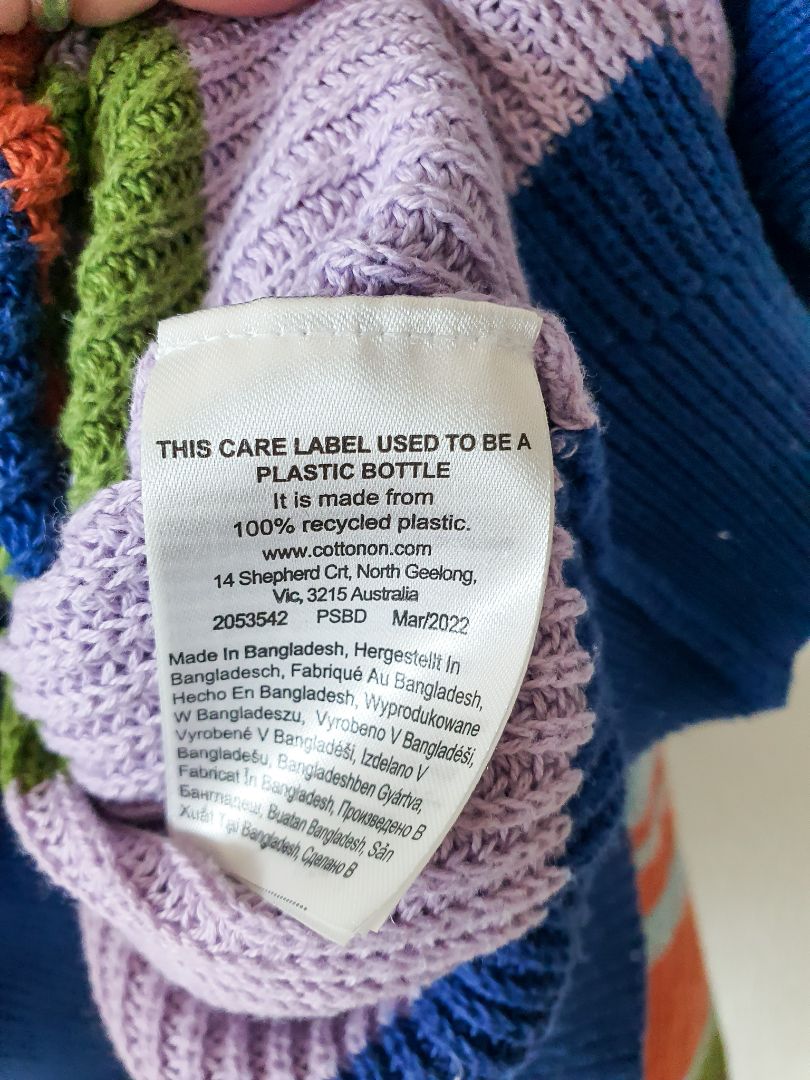 THIS CARE LABEL USED TO BE A
PLASTIC BOTTLE
It is made from
100% recycled plastic.
www.cottonon.com
14 Shepherd Crt, North Geelong,
Vic, 3215 Australia
2053542 PSBD Mar/2022
Made In Bangladesh, Hergestellt In
Bangladesch, Fabriqué Au Bangladesh,
Hecho En Bangladesh, Wyprodukowane
W Bangladeszu, Vyrobeno V Bangladéši,
Vyrobené V Bangladéši, Izdelano V
Bangladešu, Bangladeshben Gyártva,
Fabricat În Bangladesh, Произведено В
Бангладеш, Buatan Bangladesh, Sản
Xuất Tại Bangladesh, Сделано В